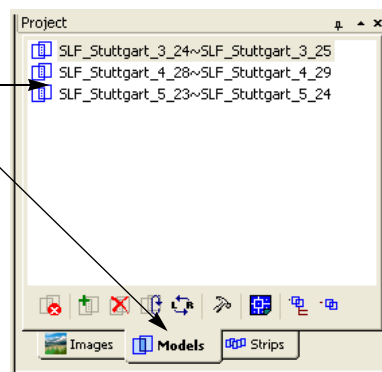 Project
SLF_Stuttgart_3_24~SLF_Stuttgart_3_25
SLF_Stuttgart_4_28~SLF_Stuttgart_4_29
SLF_Stuttgart_5_23~SLF_Stuttgart_5_24
L R
Images Models Strips